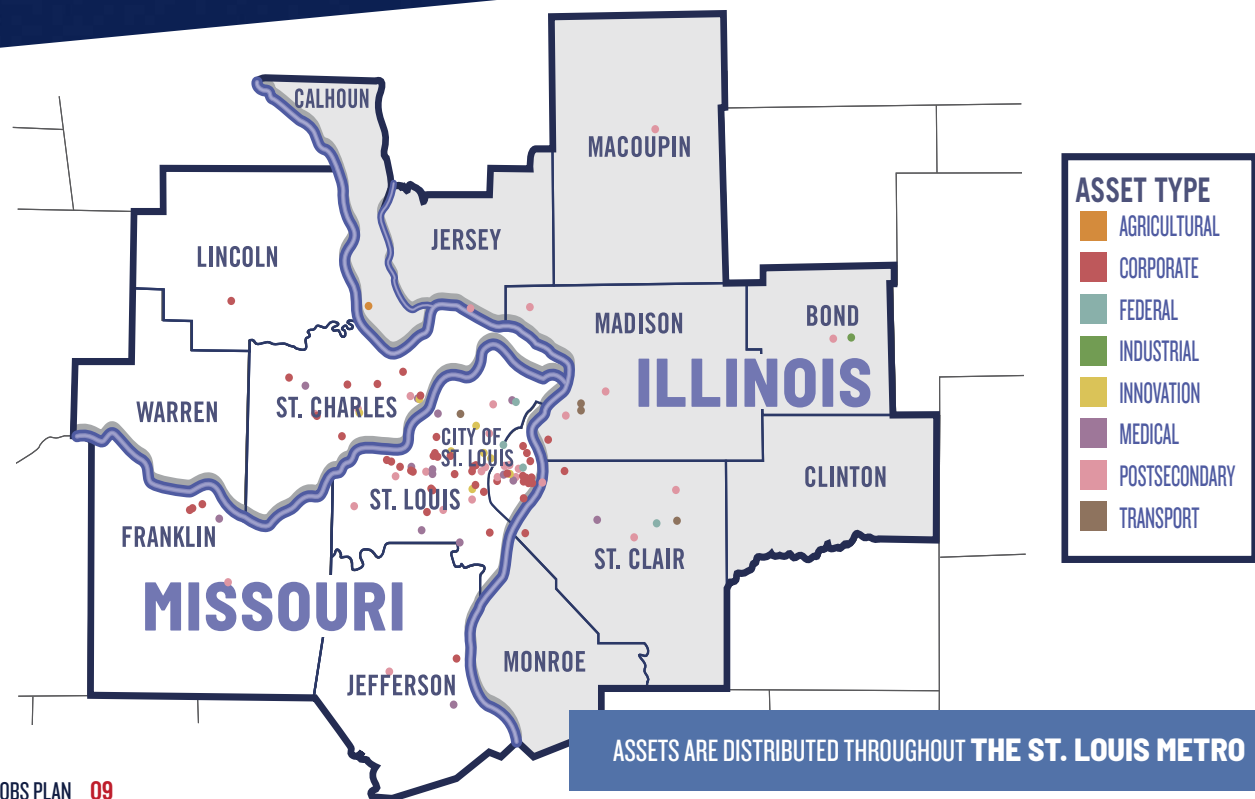 CALHOUN
MACOUPIN
JERSEY
LINCOLN
MADISON
BOND
ILLINOIS
WARREN
ST. CHARLES
CITY OF
ST. LOUIS
CLINTON
ST. LOUIS
FRANKLIN
ST. CLAIR
MISSOURI
MONROE
JEFFERSON
ASSET TYPE
AGRICULTURAL
CORPORATE
FEDERAL
INDUSTRIAL
INNOVATION
MEDICAL
POSTSECONDARY
TRANSPORT
ASSETS ARE DISTRIBUTED THROUGHOUT THE ST. LOUIS METRO
OBS PLAN 09